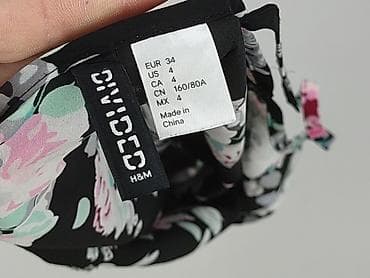 DIVIDED
H&M
EUR 34
US 4
CA 4
CN 160/80A
MX 4
Made in
China